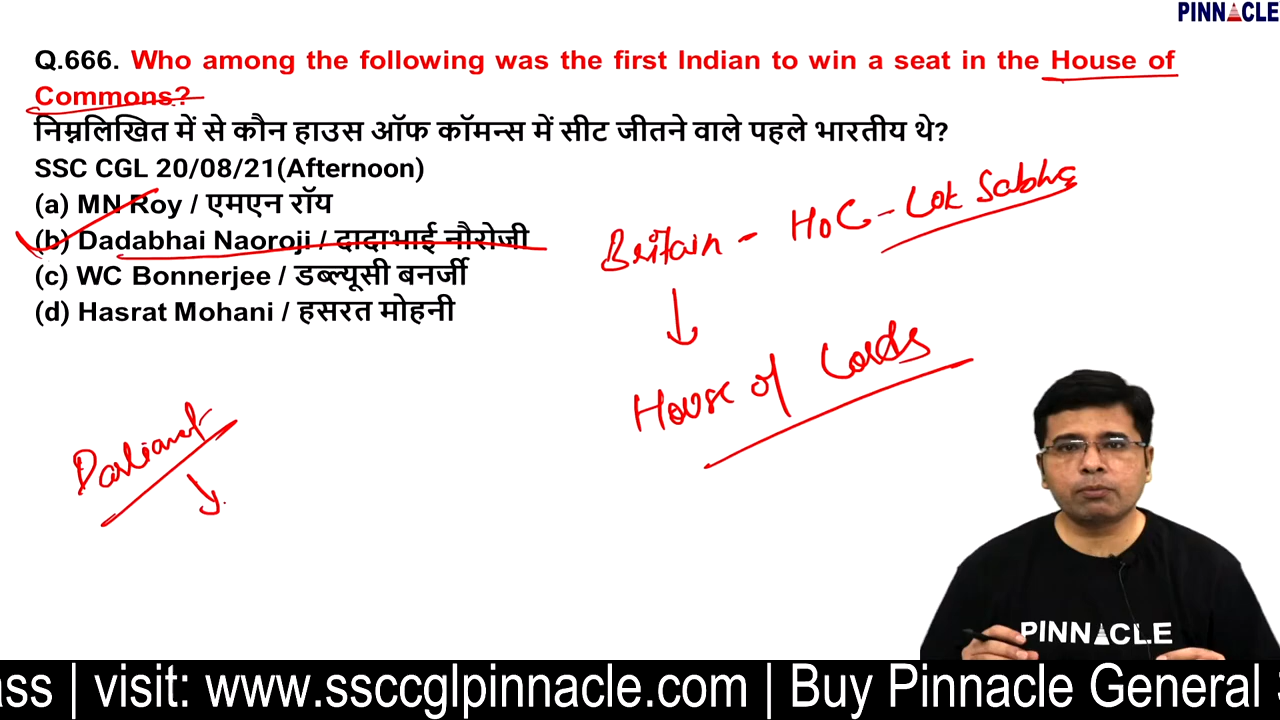 PINNACLE
Q.666. Who among the following was the first Indian to win a seat in the House of
Commons?
निम्नलिखित में से कौन हाउस ऑफ कॉमन्स में सीट जीतने वाले पहले भारतीय थे?
SSC CGL 20/08/21(Afternoon)
(a) MN Roy / एमएन रॉय
(b) Dadabhai Naoroji / दादाभाई नौरोजी
(c) WC Bonnerjee / डब्ल्यूसी बनर्जी
(d) Hasrat Mohani / हसरत मोहनी
Britain - HoC - Lok Sabha
House of Lords
PINNACLE
ass | visit: www.ssccglpinnacle.com | Buy Pinnacle General